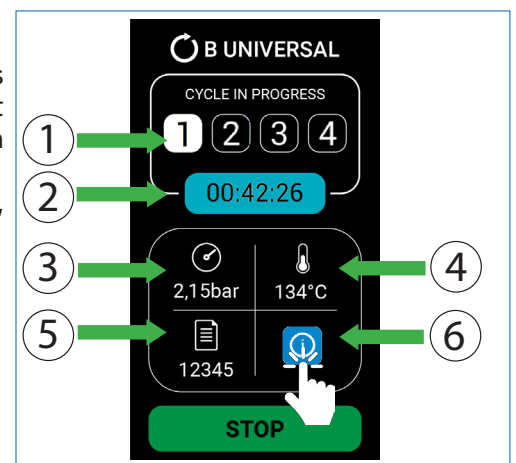 B UNIVERSAL
CYCLE IN PROGRESS
1 2 3 4
1
2
00:42:26
3
4
2,15bar
134°C
5
6
12345
STOP